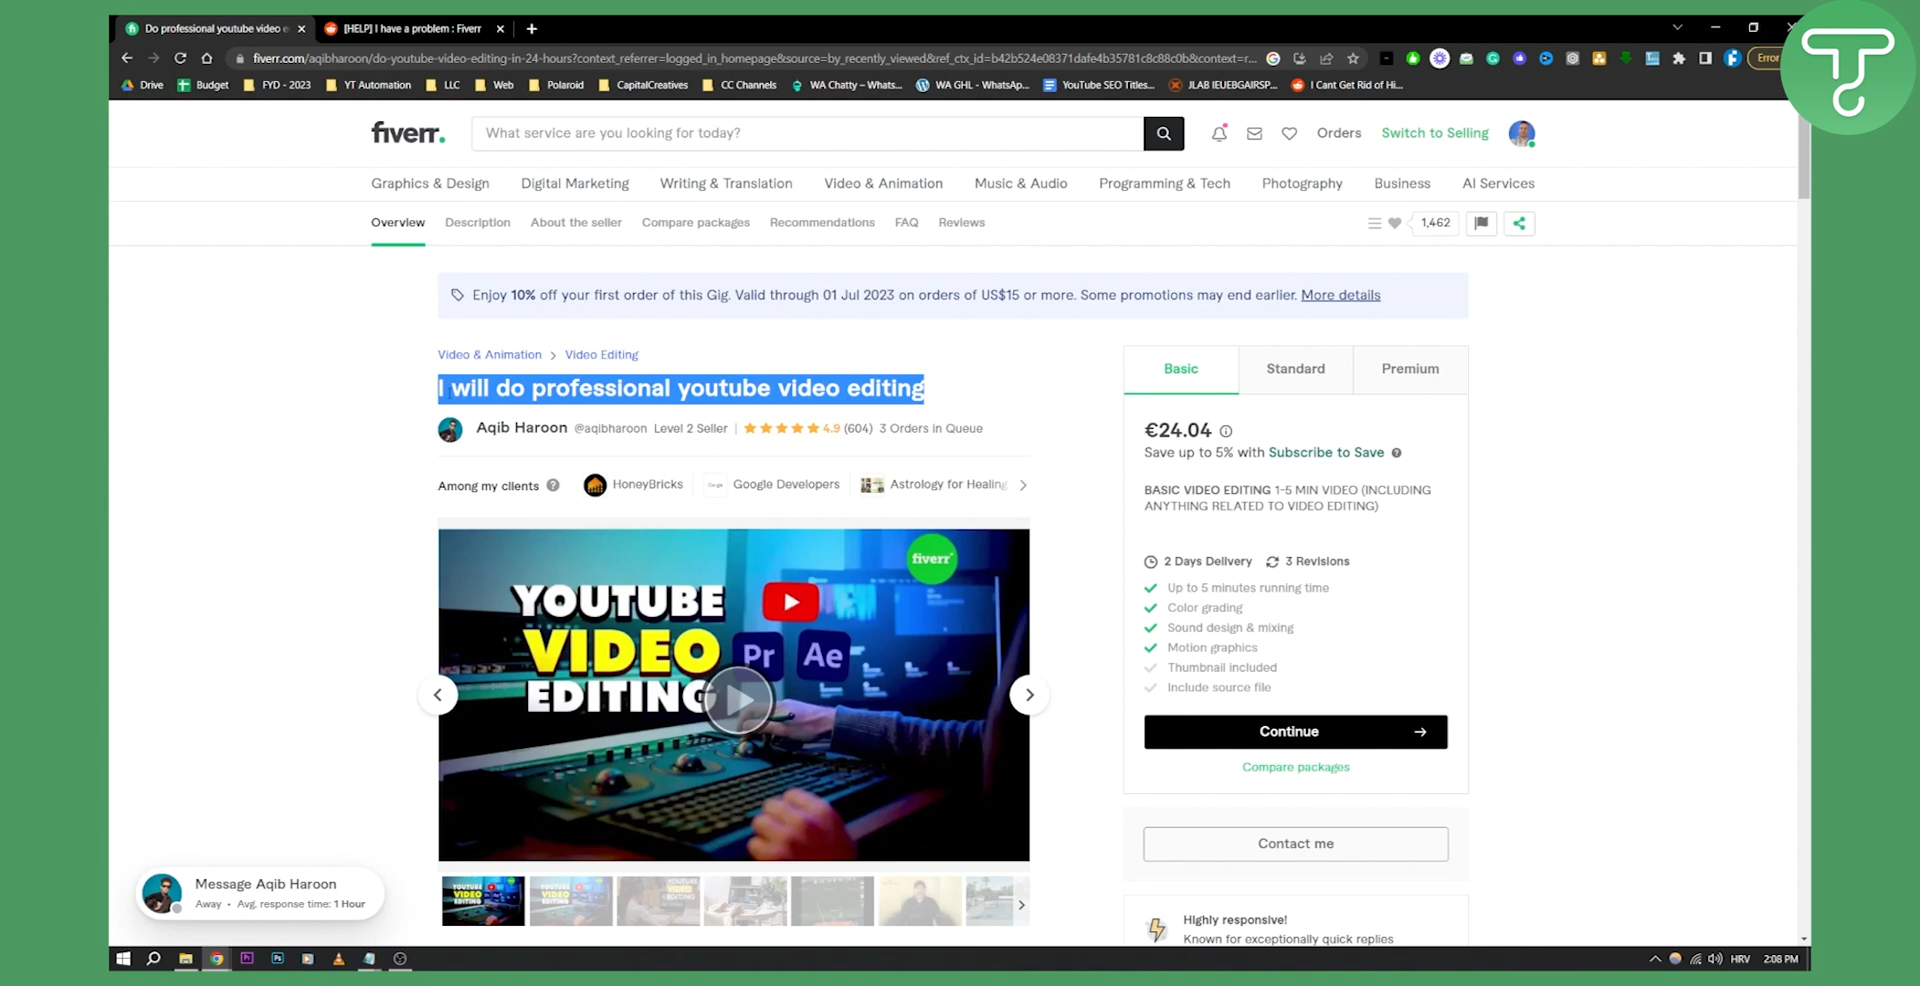 Do professional youtube video e
[HELP] I have a problem : Fiverr
fiverr.com/aqibharoon/do-youtube-video-editing-in-24-hours?context_referrer=logged_in_homepage&source=by_recently_viewed&ref_ctx_id=b42b524e08371dafe4b35781c8c88c0b&context=r...
Error
Drive
Budget
FYD - 2023
YT Automation
LLC
Web
Polaroid
CapitalCreatives
CC Channels
WA Chatty – Whats...
WA GHL - WhatsAp...
YouTube SEO Titles...
JLAB IEUEBGAIRSP...
I Cant Get Rid of Hi...
fiverr.
What service are you looking for today?
Orders
Switch to Selling
Graphics & Design
Digital Marketing
Writing & Translation
Video & Animation
Music & Audio
Programming & Tech
Photography
Business
AI Services
Overview
Description
About the seller
Compare packages
Recommendations
FAQ
Reviews
1,462
Enjoy 10% off your first order of this Gig. Valid through 01 Jul 2023 on orders of US$15 or more. Some promotions may end earlier. More details
Video & Animation > Video Editing
I will do professional youtube video editing
Aqib Haroon @aqibharoon Level 2 Seller | 4.9 (604) 3 Orders in Queue
Among my clients
HoneyBricks
Google Developers
Astrology for Healing
fiverr
YOUTUBE
VIDEO
EDITING
Pr
Ae
Basic
Standard
Premium
€24.04
Save up to 5% with Subscribe to Save
BASIC VIDEO EDITING 1-5 MIN VIDEO (INCLUDING
ANYTHING RELATED TO VIDEO EDITING)
2 Days Delivery
3 Revisions
Up to 5 minutes running time
Color grading
Sound design & mixing
Motion graphics
Thumbnail included
Include source file
Continue
Compare packages
Contact me
Highly responsive!
Known for exceptionally quick replies
Message Aqib Haroon
Away • Avg. response time: 1 Hour
HRV
2:08 PM